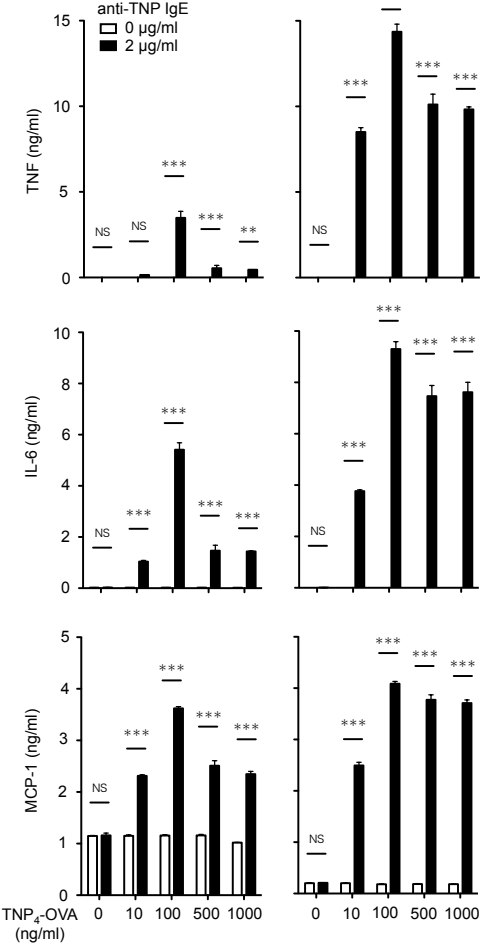 anti-TNP IgE
0 µg/ml
2 µg/ml
TNF (ng/ml)
15
10
5
0
NS
NS
***
***
**
NS
***
***
***
IL-6 (ng/ml)
10
8
6
4
2
0
NS
***
***
***
***
NS
***
***
***
***
MCP-1 (ng/ml)
5
4
3
2
1
0
NS
***
***
***
***
NS
***
***
***
***
TNP4-OVA
(ng/ml)
0 10 100 500 1000
0 10 100 500 1000